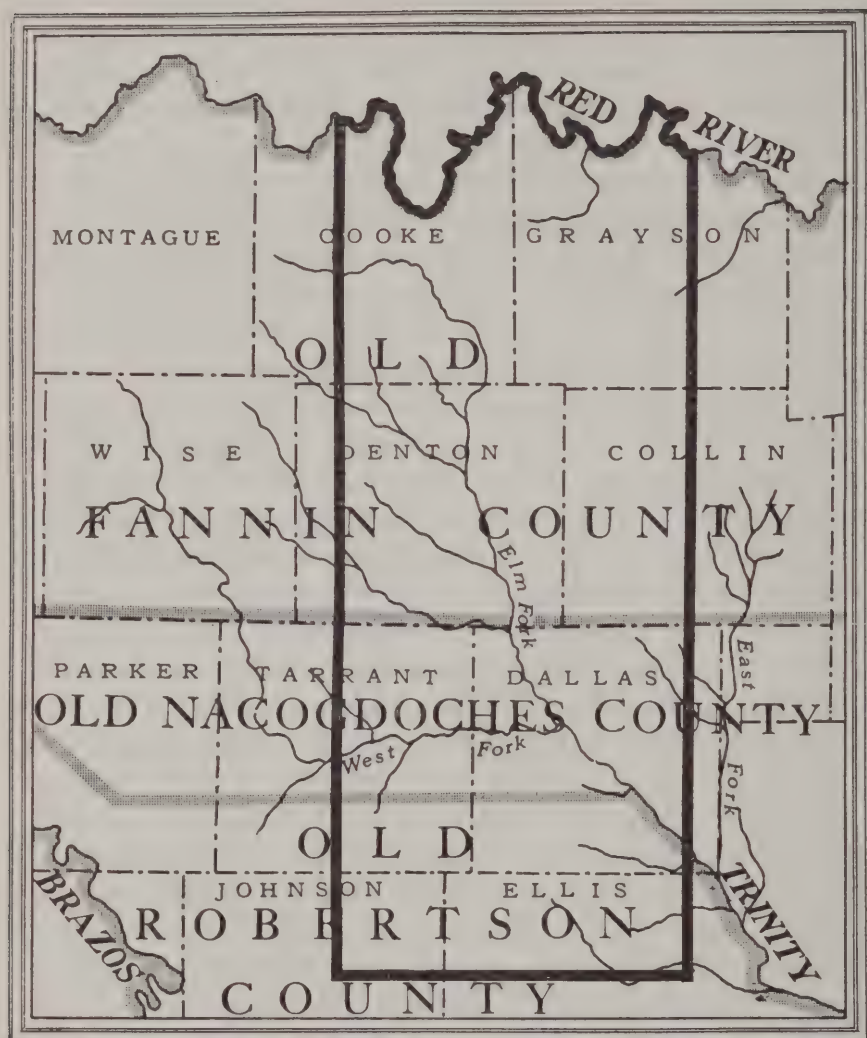 RED RIVER
MONTAGUE
COOKE
GRAYSON
OLD
WISE
DENTON
COLLIN
FANNIN COUNTY
Elm Fork
PARKER
TARRANT
DALLAS
East Fork
OLD NACOGDOCHES COUNTY
West Fork
OLD
JOHNSON
ELLIS
BRAZOS
ROBERTSON
TRINITY
COUNTY